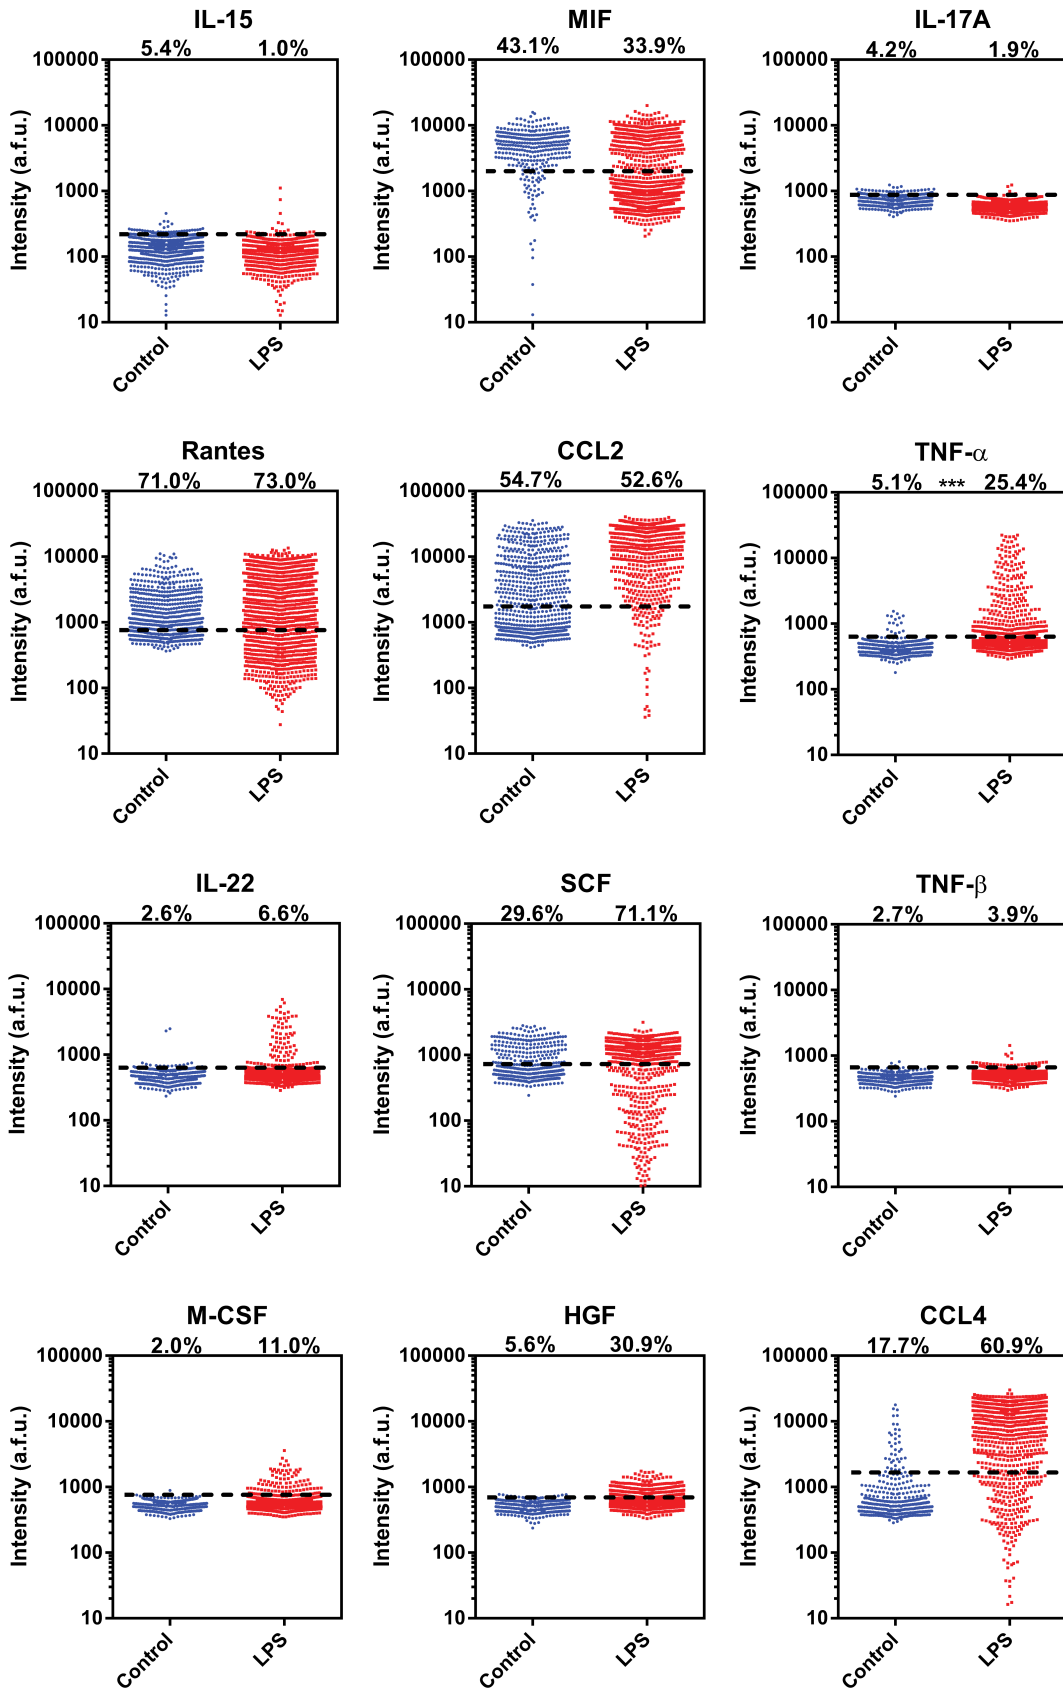 IL-15
5.4% 1.0%
100000
10000
1000
100
10
Intensity (a.f.u.)
Control LPS
MIF
43.1% 33.9%
100000
10000
1000
100
10
Intensity (a.f.u.)
Control LPS
IL-17A
4.2% 1.9%
100000
10000
1000
100
10
Intensity (a.f.u.)
Control LPS
Rantes
71.0% 73.0%
100000
10000
1000
100
10
Intensity (a.f.u.)
Control LPS
CCL2
54.7% 52.6%
100000
10000
1000
100
10
Intensity (a.f.u.)
Control LPS
TNF-α
5.1% *** 25.4%
100000
10000
1000
100
10
Intensity (a.f.u.)
Control LPS
IL-22
2.6% 6.6%
100000
10000
1000
100
10
Intensity (a.f.u.)
Control LPS
SCF
29.6% 71.1%
100000
10000
1000
100
10
Intensity (a.f.u.)
Control LPS
TNF-β
2.7% 3.9%
100000
10000
1000
100
10
Intensity (a.f.u.)
Control LPS
M-CSF
2.0% 11.0%
100000
10000
1000
100
10
Intensity (a.f.u.)
Control LPS
HGF
5.6% 30.9%
100000
10000
1000
100
10
Intensity (a.f.u.)
Control LPS
CCL4
17.7% 60.9%
100000
10000
1000
100
10
Intensity (a.f.u.)
Control LPS